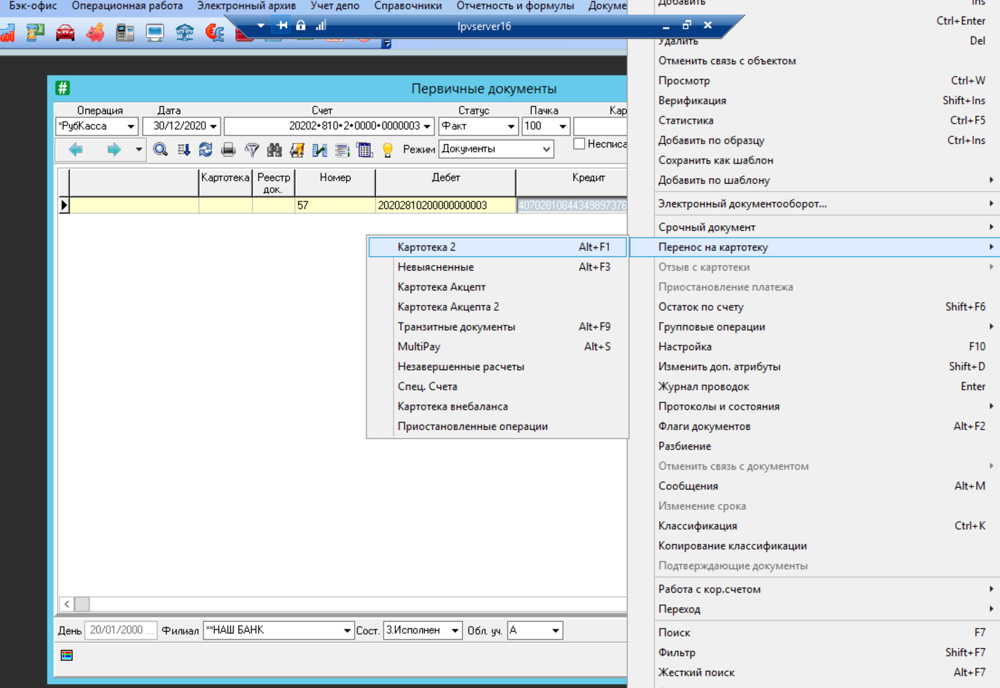 Бэк-офис Операционная работа Электронный архив Учет депо Справочники Отчетность и формулы Докуме
lpvserver16
Первичные документы
Операция Дата Счет Статус Пачка Кар
*РубКасса 30/12/2020 20202•810•2•0000•0000003 Факт 100
Режим Документы Несписа
Картотека Реестр док. Номер Дебет Кредит
57 20202810200000000003 40702810844349897376
Картотека 2 Alt+F1
Невыясненные Alt+F3
Картотека Акцепт
Картотека Акцепта 2
Транзитные документы Alt+F9
MultiPay Alt+S
Незавершенные расчеты
Спец. Счета
Картотека внебаланса
Приостановленные операции
День 20/01/2000 ... Филиал **НАШ БАНК Сост. 3.Исполнен Обл. уч. А
Добавить Ins
Ctrl+Enter
Удалить Del
Отменить связь с объектом
Просмотр Ctrl+W
Верификация Shift+Ins
Статистика Ctrl+F5
Добавить по образцу Ctrl+Ins
Сохранить как шаблон
Добавить по шаблону
Электронный документооборот...
Срочный документ
Перенос на картотеку
Отзыв с картотеки
Приостановление платежа
Остаток по счету Shift+F6
Групповые операции
Настройка F10
Изменить доп. атрибуты Shift+D
Журнал проводок Enter
Протоколы и состояния
Флаги документов Alt+F2
Разбиение
Отменить связь с документом
Сообщения Alt+M
Изменение срока
Классификация Ctrl+K
Копирование классификации
Подтверждающие документы
Работа с кор.счетом
Переход
Поиск F7
Фильтр Shift+F7
Жесткий поиск Alt+F7